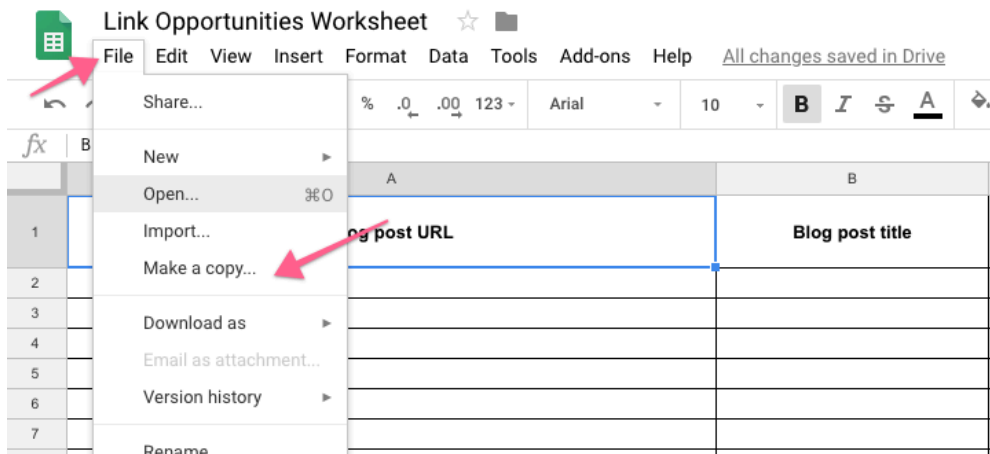 Link Opportunities Worksheet
File Edit View Insert Format Data Tools Add-ons Help All changes saved in Drive
Share... % .0 .00 123 Arial 10 B I S A
fx B
New
A B
Open... ⌘O
Import...
1 og post URL Blog post title
Make a copy...
2
3
Download as
4
Email as attachment...
5
Version history
6
7
Rename